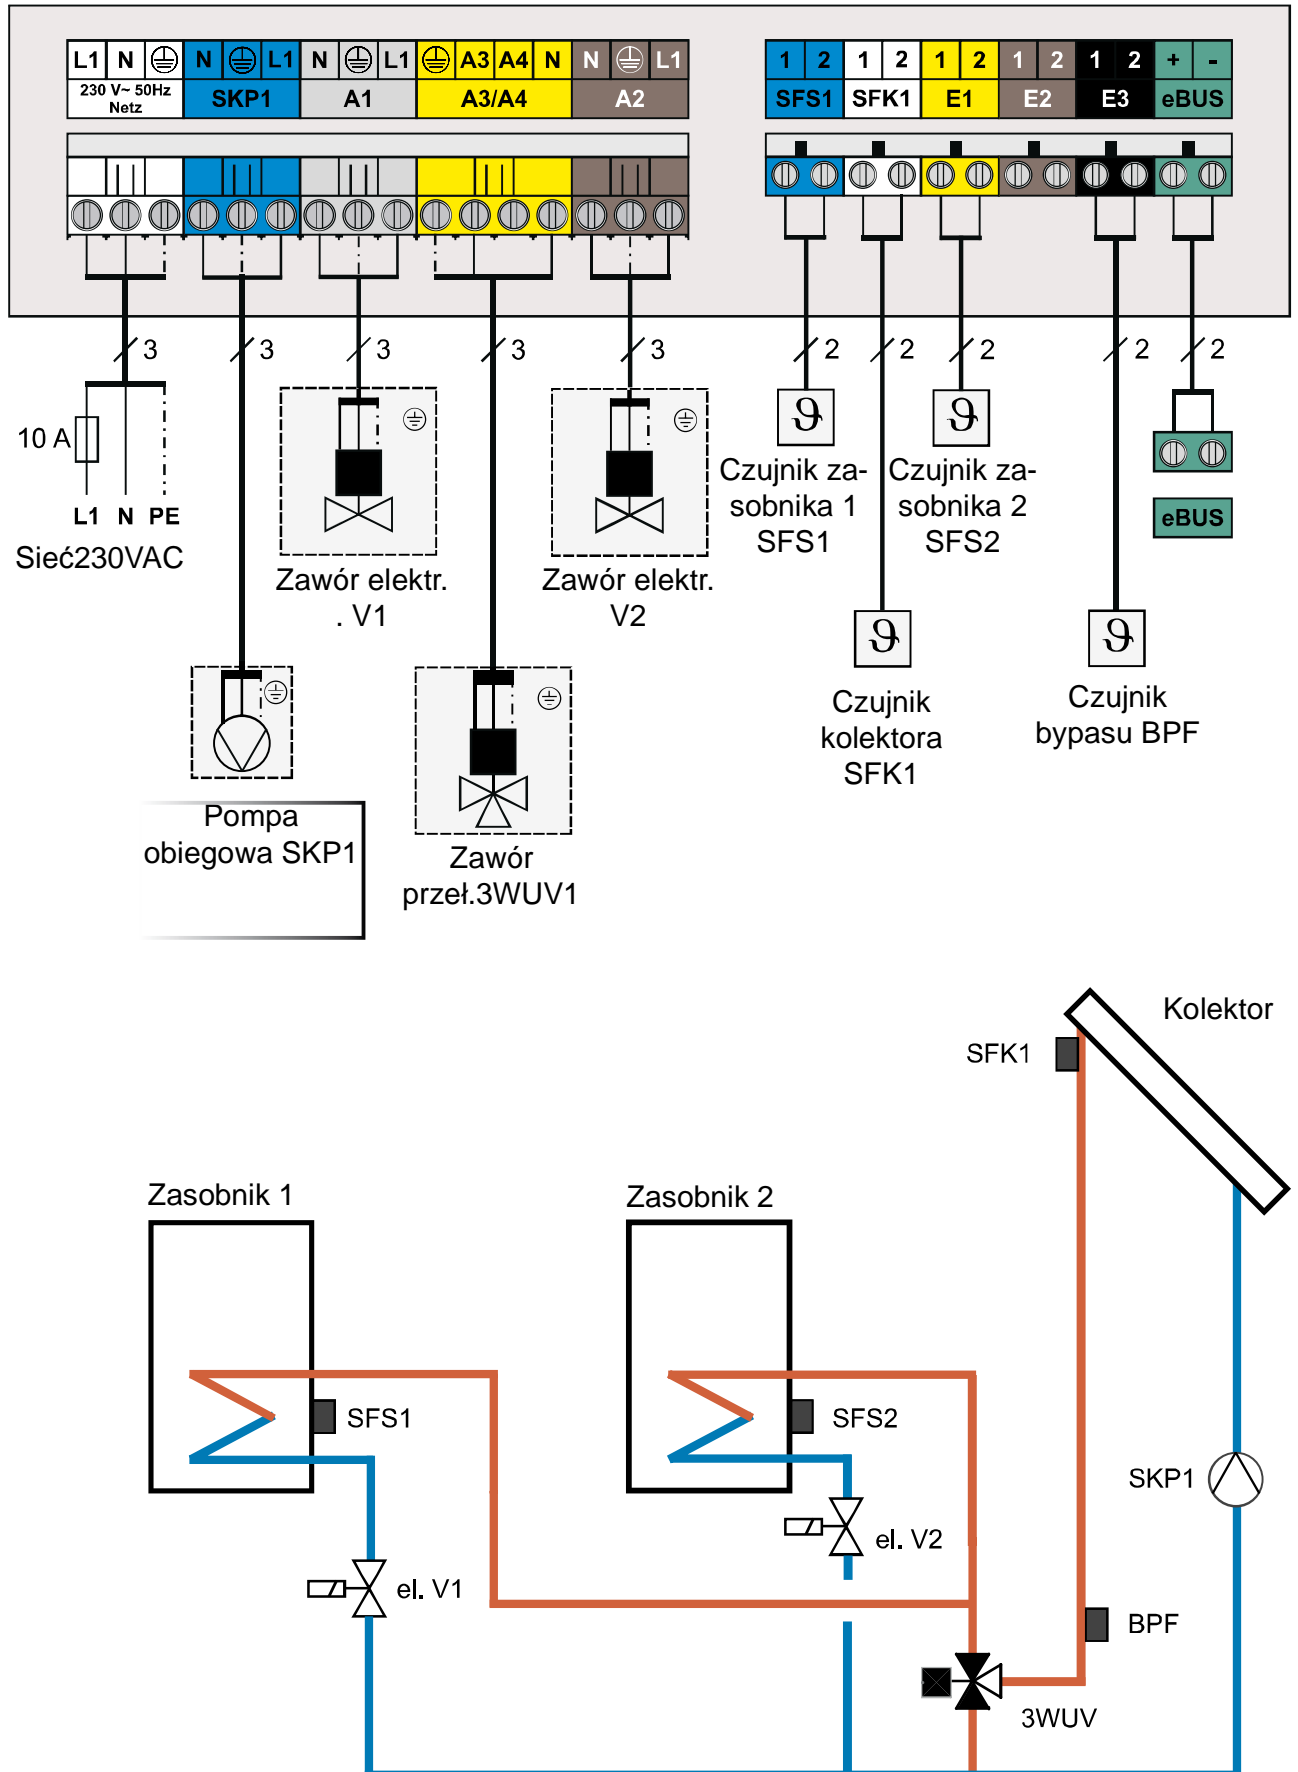 L1 N N L1 N L1 A3 A4 N N L1 1 2 1 2 1 2 1 2 1 2 + -
230 V~ 50Hz
Netz
SKP1 A1 A3/A4 A2 SFS1 SFK1 E1 E2 E3 eBUS
3 3 3 3 3 2 2 2 2 2
10 A
L1 N PE
Sieć230VAC
Zawór elektr.
. V1
Zawór elektr.
V2
Czujnik za-
sobnika 1
SFS1
Czujnik za-
sobnika 2
SFS2
eBUS
Czujnik
kolektora
SFK1
Czujnik
bypasu BPF
Pompa
obiegowa SKP1
Zawór
przeł.3WUV1
Kolektor
SFK1
Zasobnik 1
Zasobnik 2
SFS1
SFS2
SKP1
el. V2
el. V1
BPF
3WUV